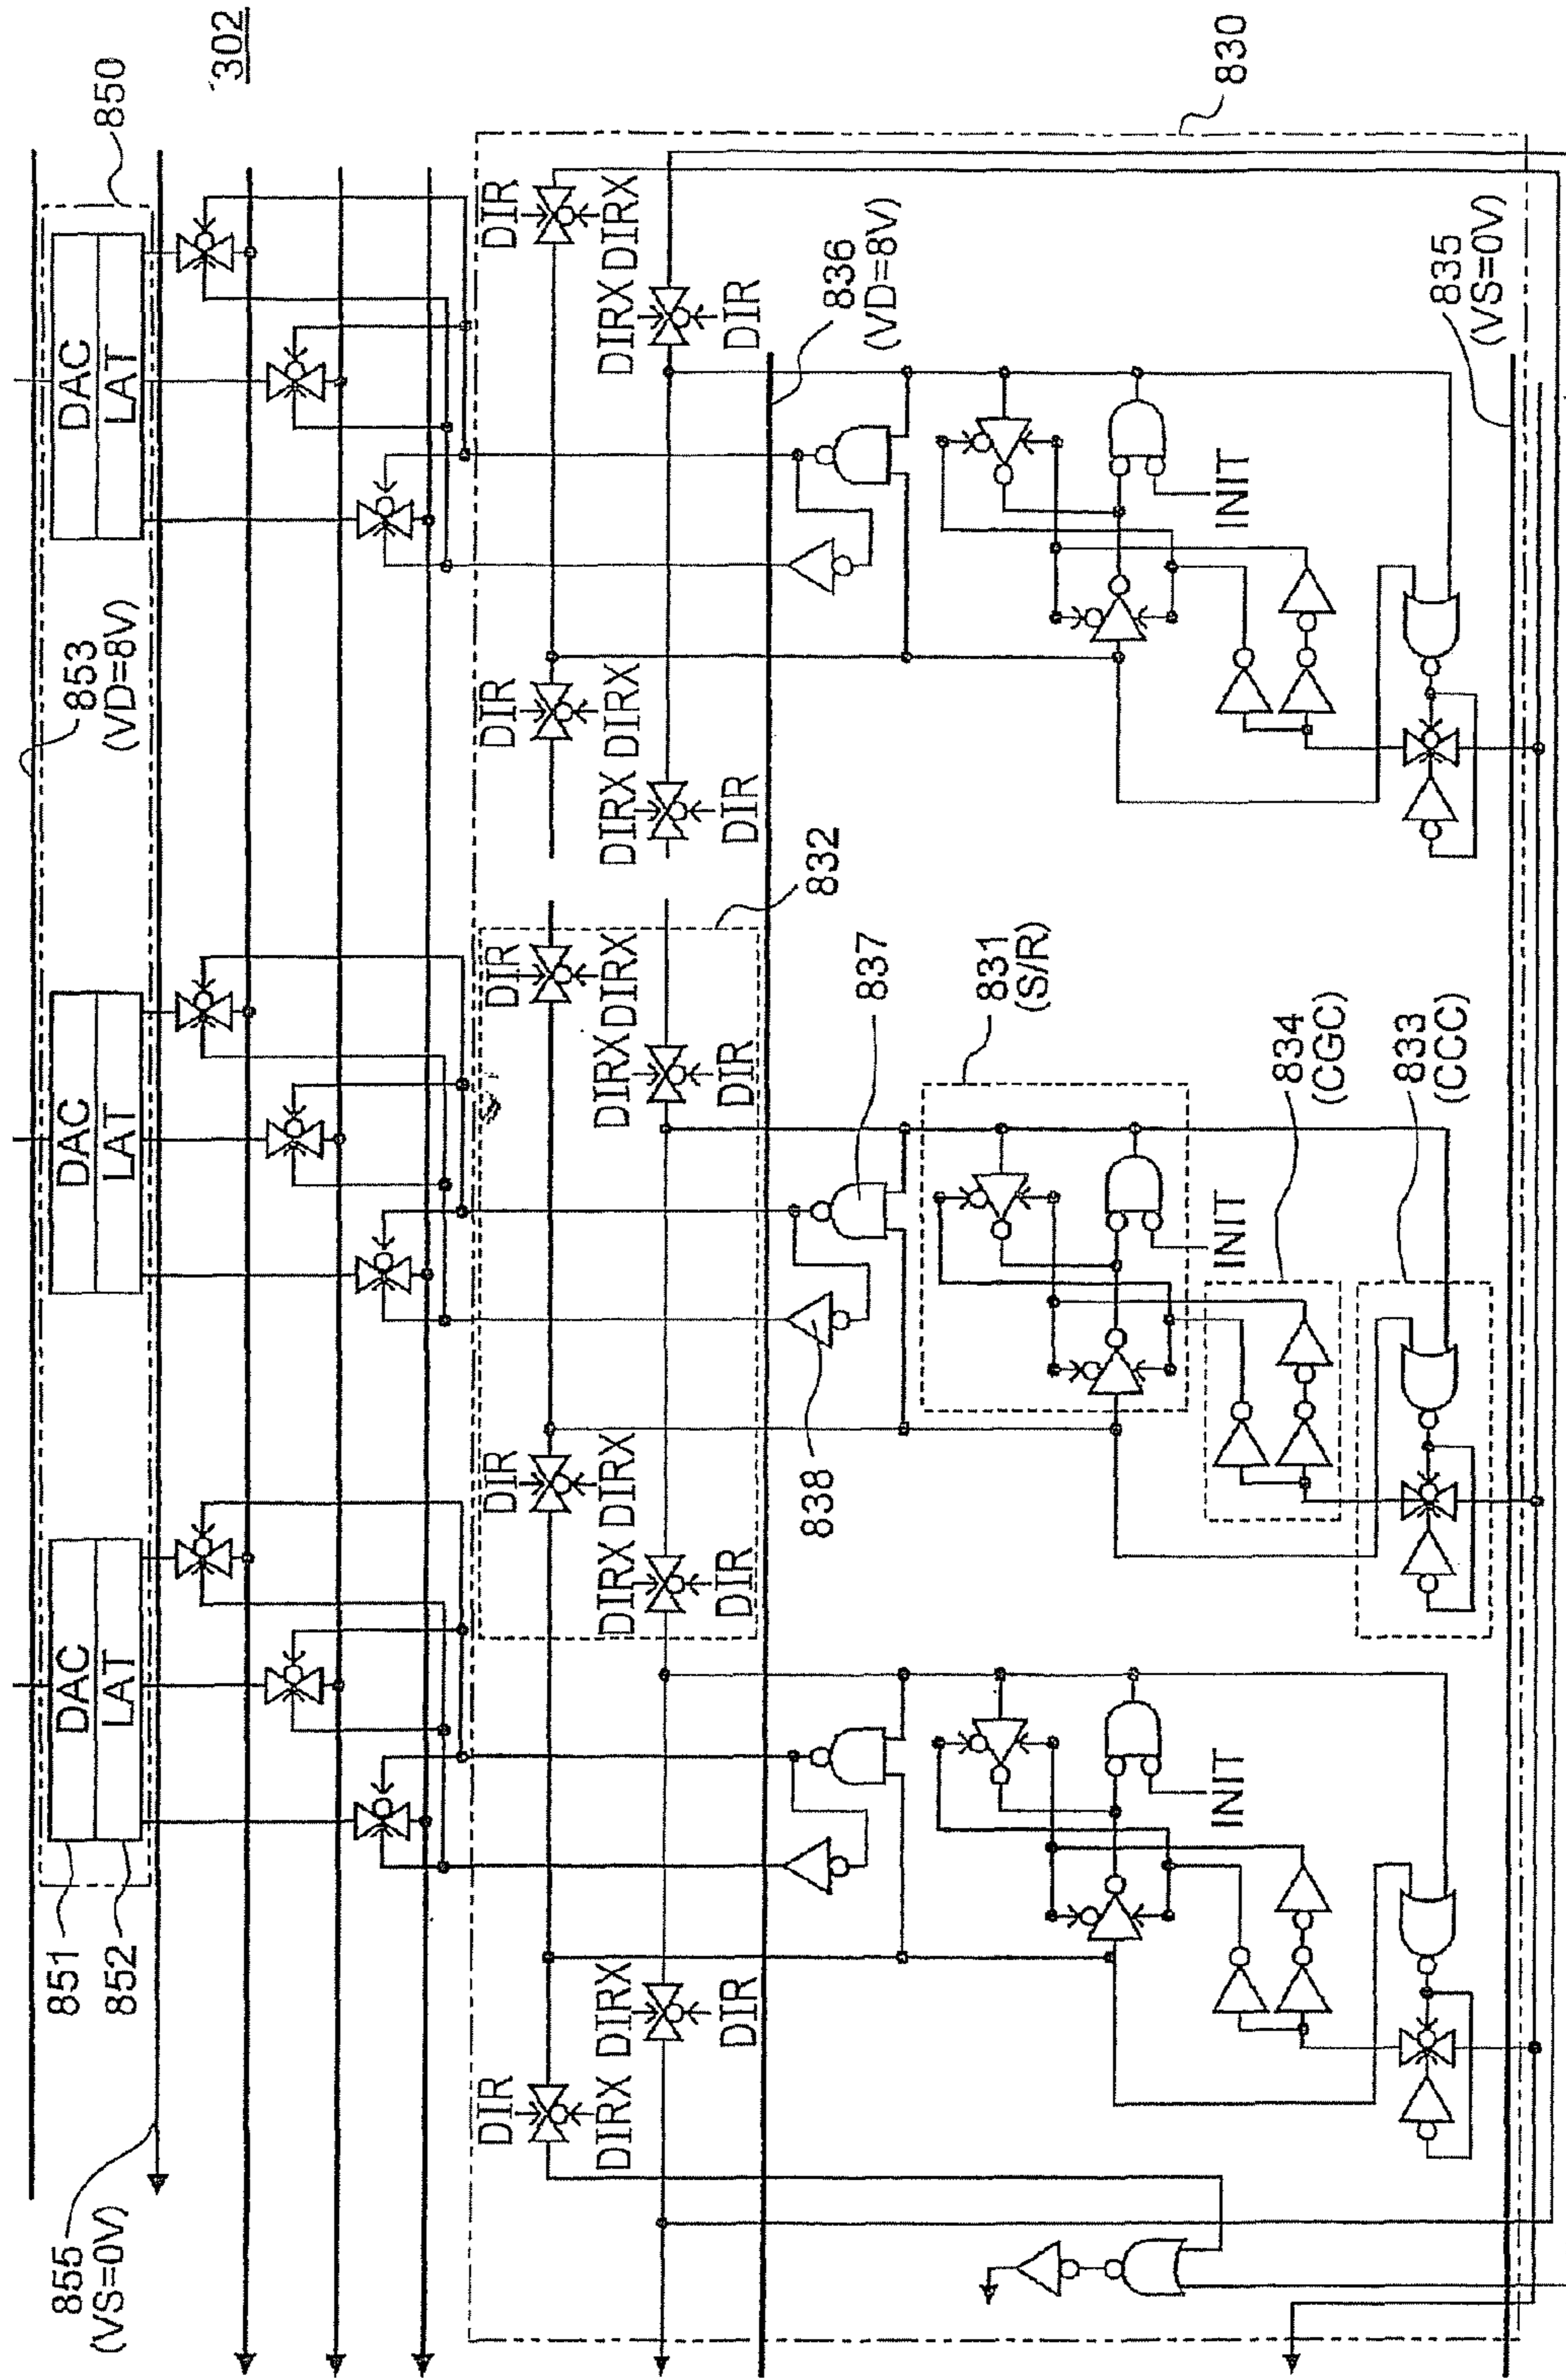 302
850
DAC
LAT
DAC
LAT
DAC
LAT
851
852
853
(VD=8V)
855
(VS=0V)
DIR
DIRX
DIRX
DIR
DIR
DIRX
DIRX
DIR
DIR
DIRX
DIRX
DIR
DIR
DIRX
DIRX
DIR
DIR
DIRX
DIRX
DIR
836
(VD=8V)
832
837
838
831
(S/R)
834
(CGC)
833
(CCC)
INIT
INIT
INIT
835
(VS=0V)
830